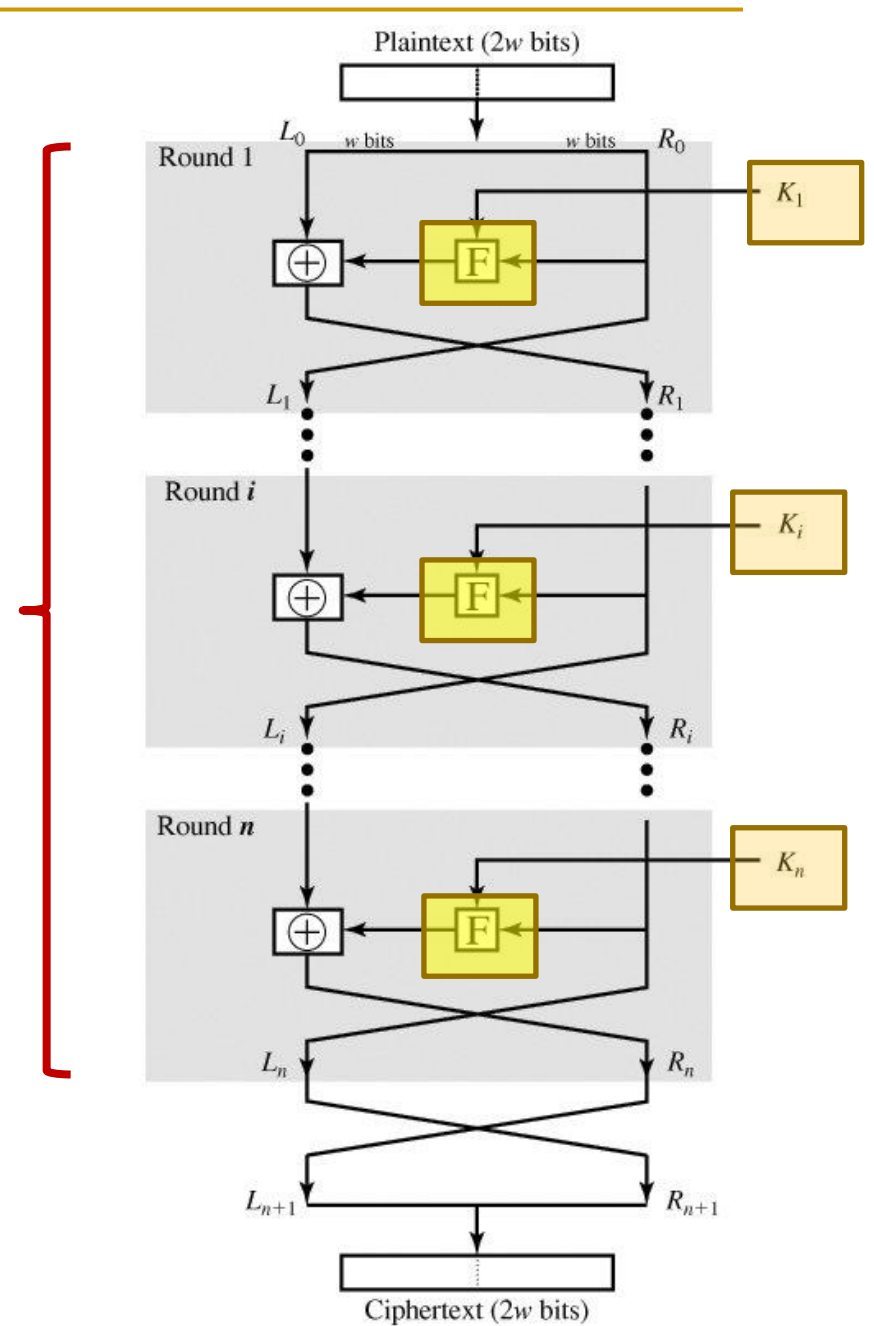 Plaintext (2w bits)
L₀ w bits w bits R₀
Round 1
K₁
F
L₁ R₁
Round i
Kᵢ
F
Lᵢ Rᵢ
Round n
Kₙ
F
Lₙ Rₙ
Lₙ₊₁ Rₙ₊₁
Ciphertext (2w bits)